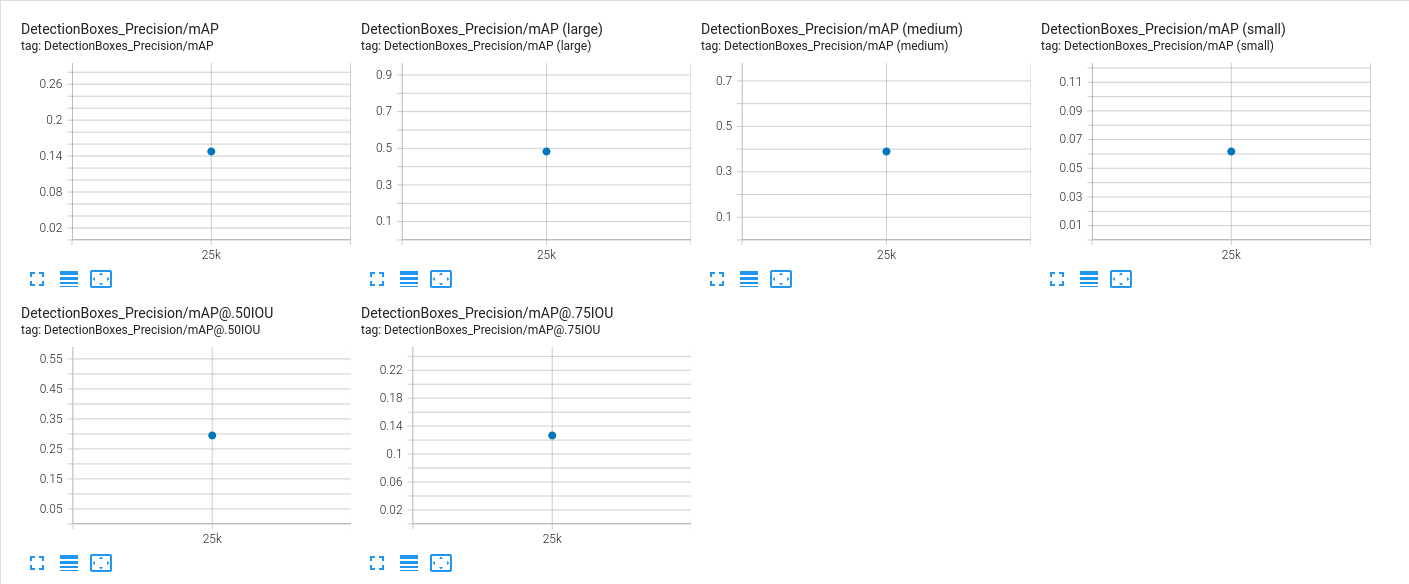 DetectionBoxes_Precision/mAP
tag: DetectionBoxes_Precision/mAP
0.26
0.2
0.14
0.08
0.02
25k
DetectionBoxes_Precision/mAP (large)
tag: DetectionBoxes_Precision/mAP (large)
0.9
0.7
0.5
0.3
0.1
25k
DetectionBoxes_Precision/mAP (medium)
tag: DetectionBoxes_Precision/mAP (medium)
0.7
0.5
0.3
0.1
25k
DetectionBoxes_Precision/mAP (small)
tag: DetectionBoxes_Precision/mAP (small)
0.11
0.09
0.07
0.05
0.03
0.01
25k
DetectionBoxes_Precision/mAP@.50IOU
tag: DetectionBoxes_Precision/mAP@.50IOU
0.55
0.45
0.35
0.25
0.15
0.05
25k
DetectionBoxes_Precision/mAP@.75IOU
tag: DetectionBoxes_Precision/mAP@.75IOU
0.22
0.18
0.14
0.1
0.06
0.02
25k